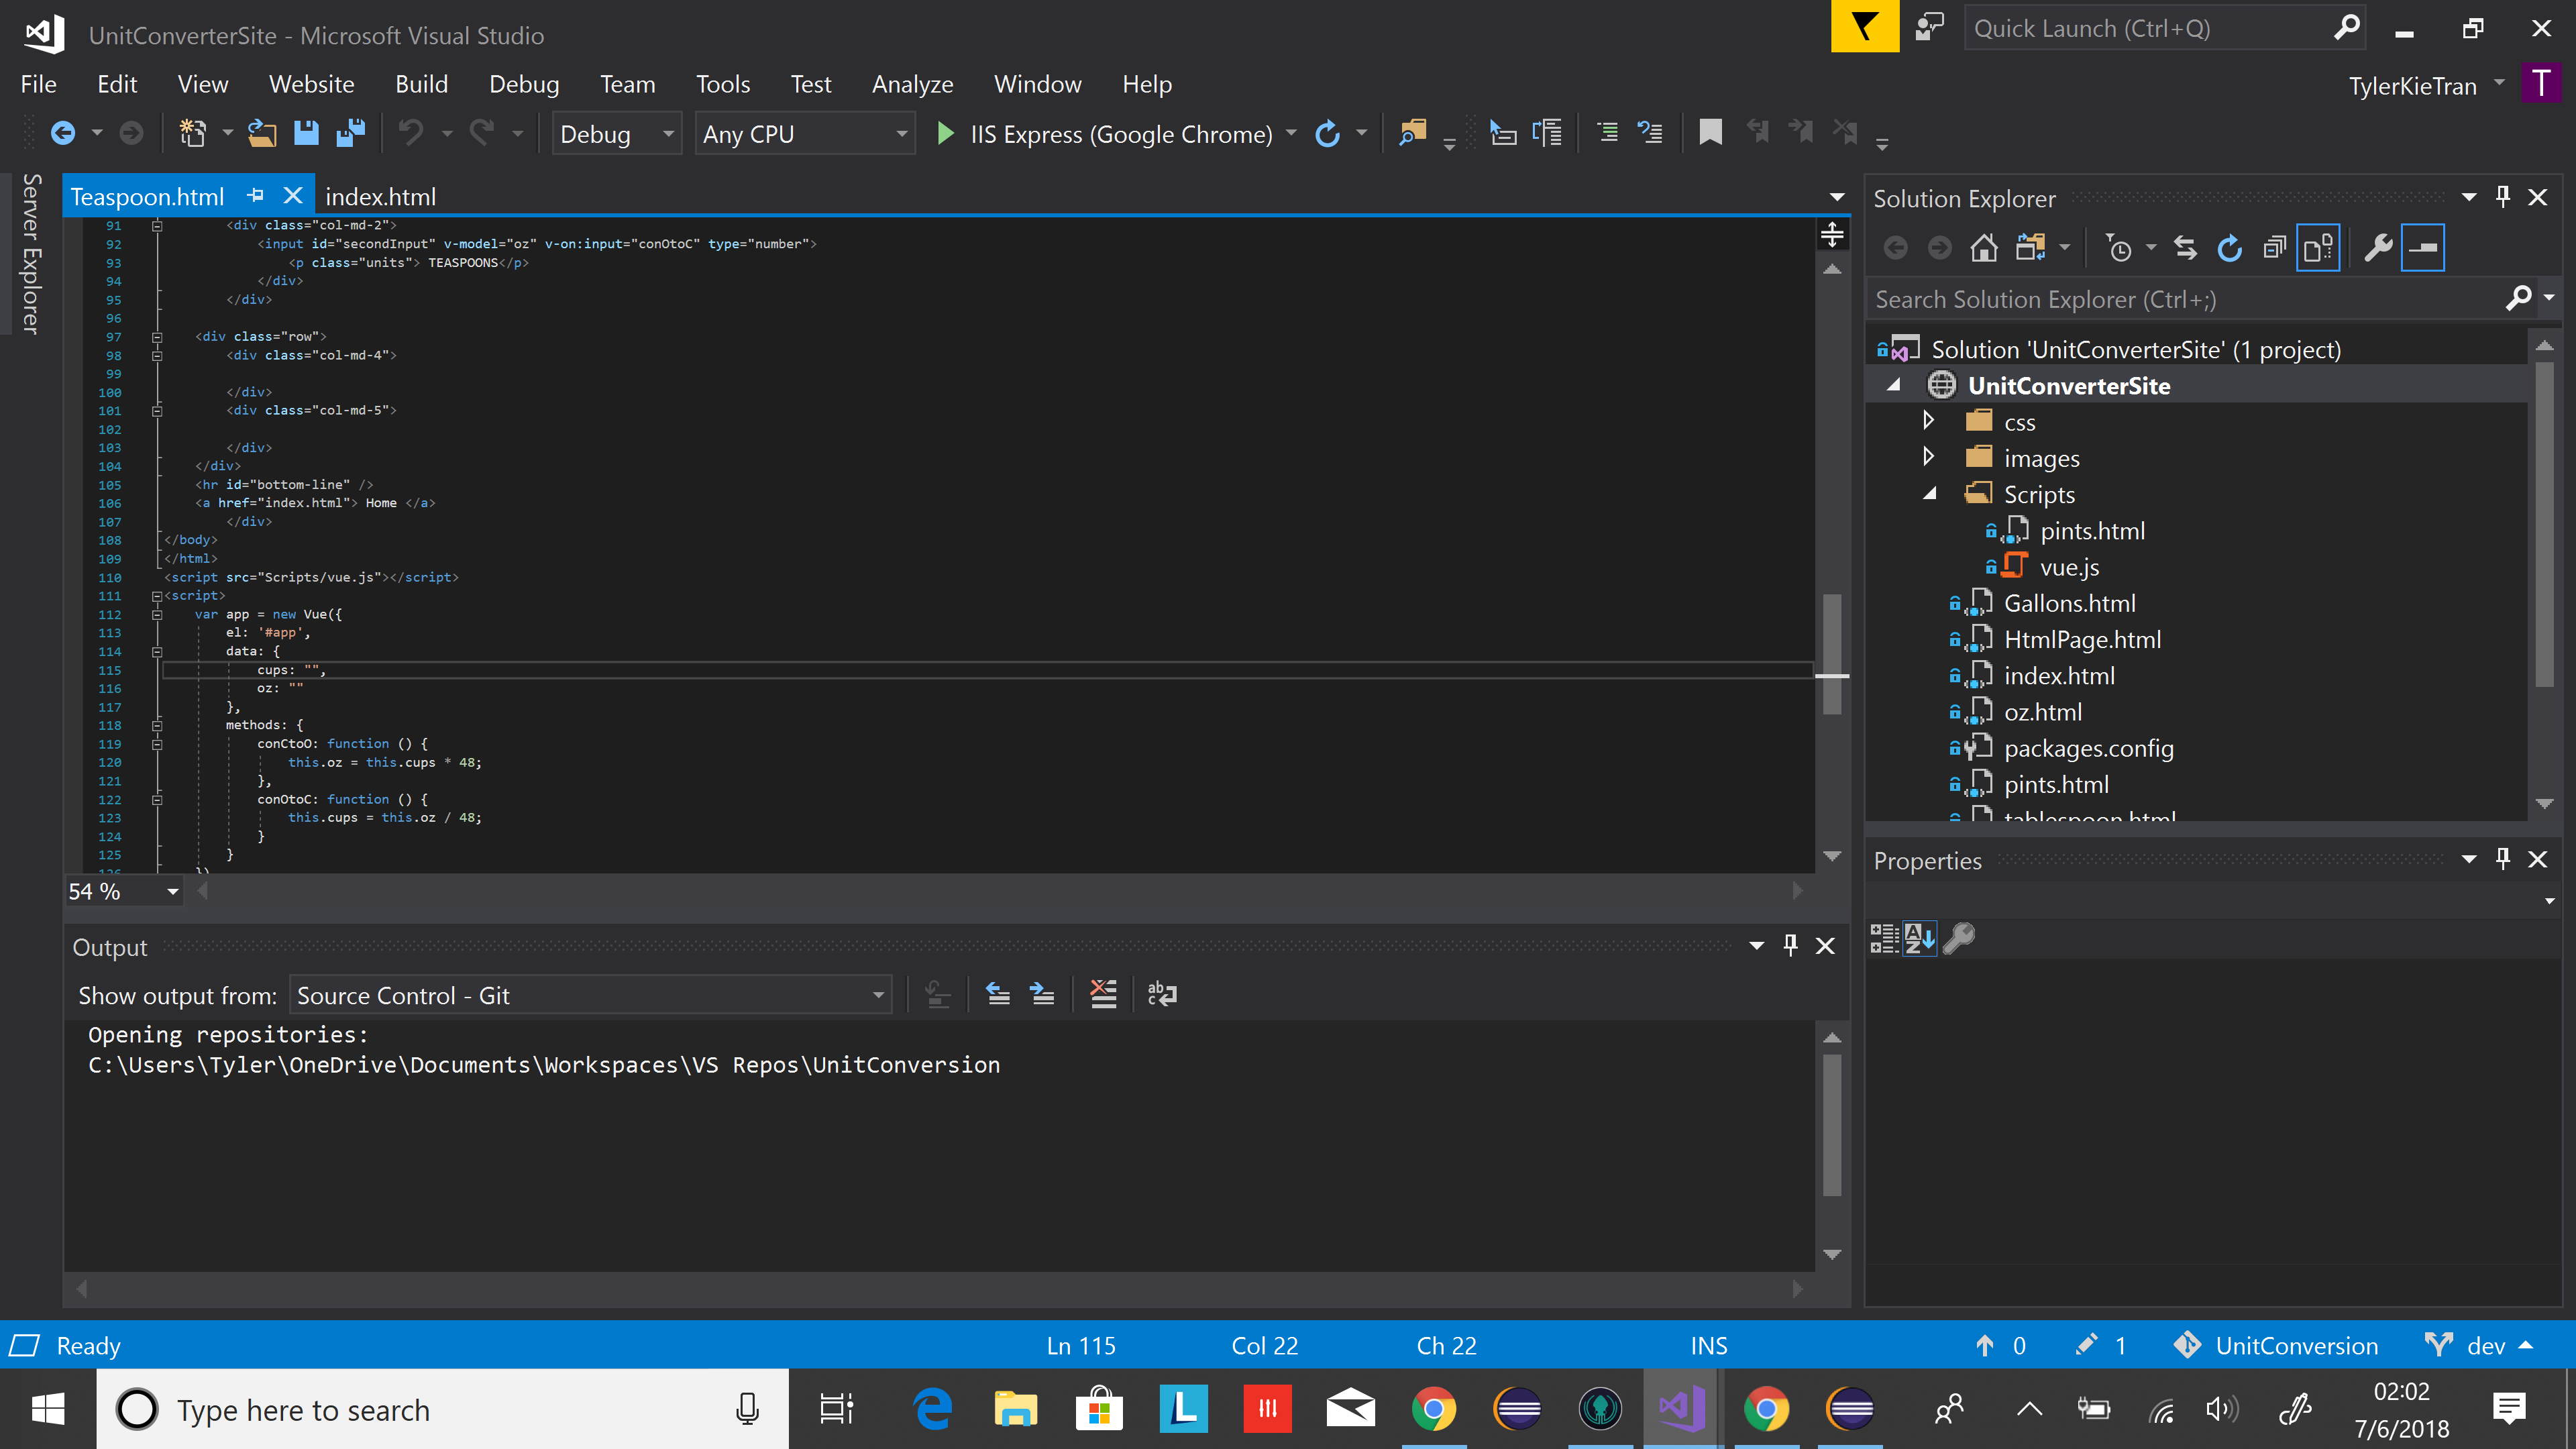 UnitConverterSite - Microsoft Visual Studio
Quick Launch (Ctrl+Q)
File Edit View Website Build Debug Team Tools Test Analyze Window Help
TylerKieTran T
Debug Any CPU IIS Express (Google Chrome)
Server Explorer
Teaspoon.html index.html
91 <div class="col-md-2">
92 <input id="secondInput" v-model="oz" v-on:input="conOtoC" type="number">
93 <p class="units"> TEASPOONS</p>
94 </div>
95 </div>
96
97 <div class="row">
98 <div class="col-md-4">
99
100 </div>
101 <div class="col-md-5">
102
103 </div>
104 </div>
105 <hr id="bottom-line" />
106 <a href="index.html"> Home </a>
107 </div>
108 </body>
109 </html>
110 <script src="Scripts/vue.js"></script>
111 <script>
112 var app = new Vue({
113 el: '#app',
114 data: {
115 cups: "",
116 oz: ""
117 },
118 methods: {
119 conCtoO: function () {
120 this.oz = this.cups * 48;
121 },
122 conOtoC: function () {
123 this.cups = this.oz / 48;
124 }
125 }
126 })
54 %
Output
Show output from: Source Control - Git
Opening repositories:
C:\Users\Tyler\OneDrive\Documents\Workspaces\VS Repos\UnitConversion
Solution Explorer
Search Solution Explorer (Ctrl+;)
Solution 'UnitConverterSite' (1 project)
UnitConverterSite
css
images
Scripts
pints.html
vue.js
Gallons.html
HtmlPage.html
index.html
oz.html
packages.config
pints.html
tablespoon.html
Properties
Ready Ln 115 Col 22 Ch 22 INS 0 1 UnitConversion dev
Type here to search
02:02
7/6/2018